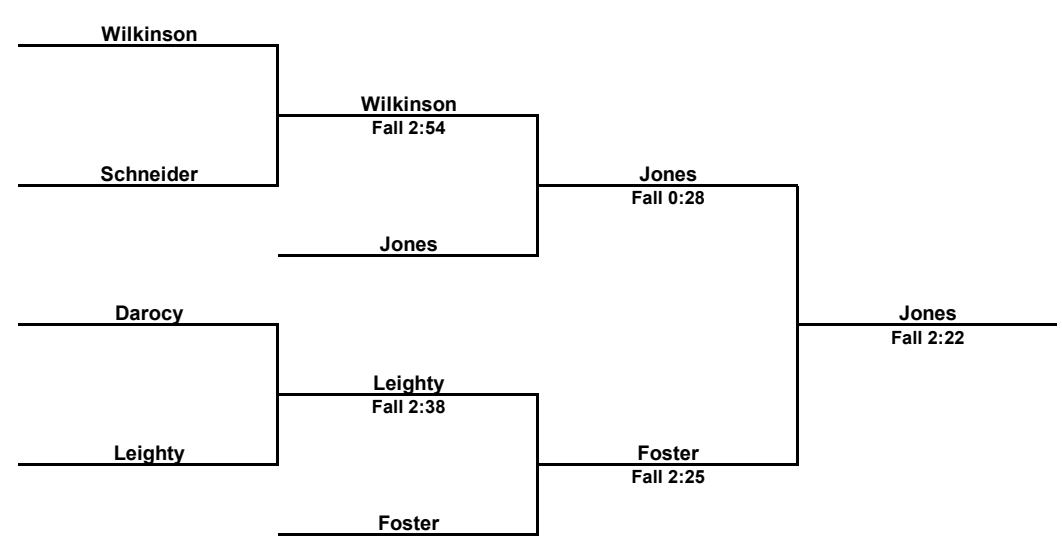 Wilkinson
Wilkinson
Fall 2:54
Schneider
Jones
Fall 0:28
Jones
Darocy
Jones
Fall 2:22
Leighty
Fall 2:38
Leighty
Foster
Fall 2:25
Foster